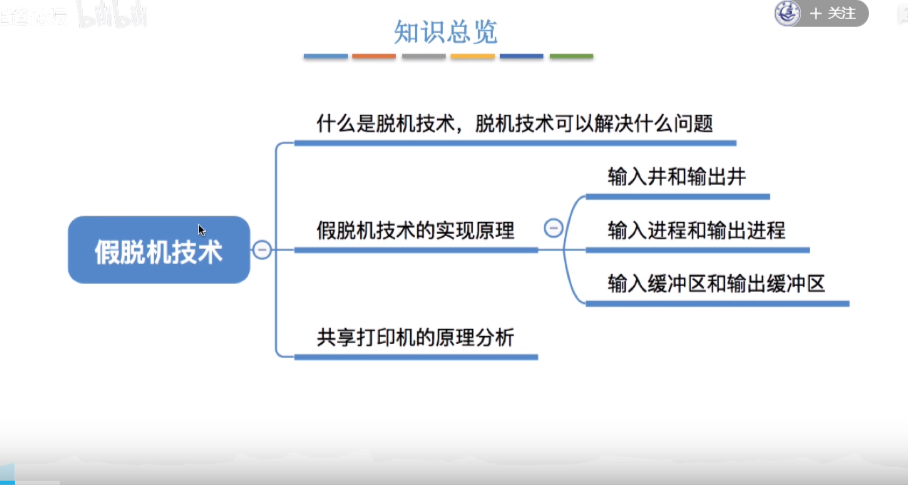 bilibili
+ 关注
知识总览
什么是脱机技术，脱机技术可以解决什么问题
输入井和输出井
假脱机技术的实现原理
输入进程和输出进程
假脱机技术
输入缓冲区和输出缓冲区
共享打印机的原理分析